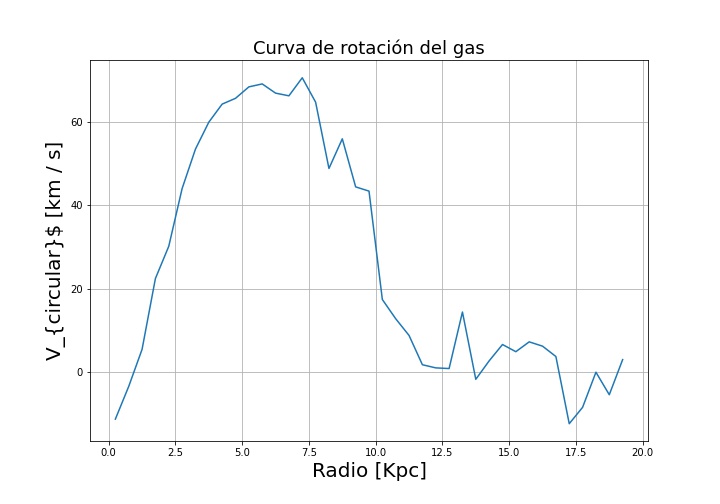 Curva de rotación del gas
V_{circular}$ [km / s]
60
40
20
0
0.0 2.5 5.0 7.5 10.0 12.5 15.0 17.5 20.0
Radio [Kpc]